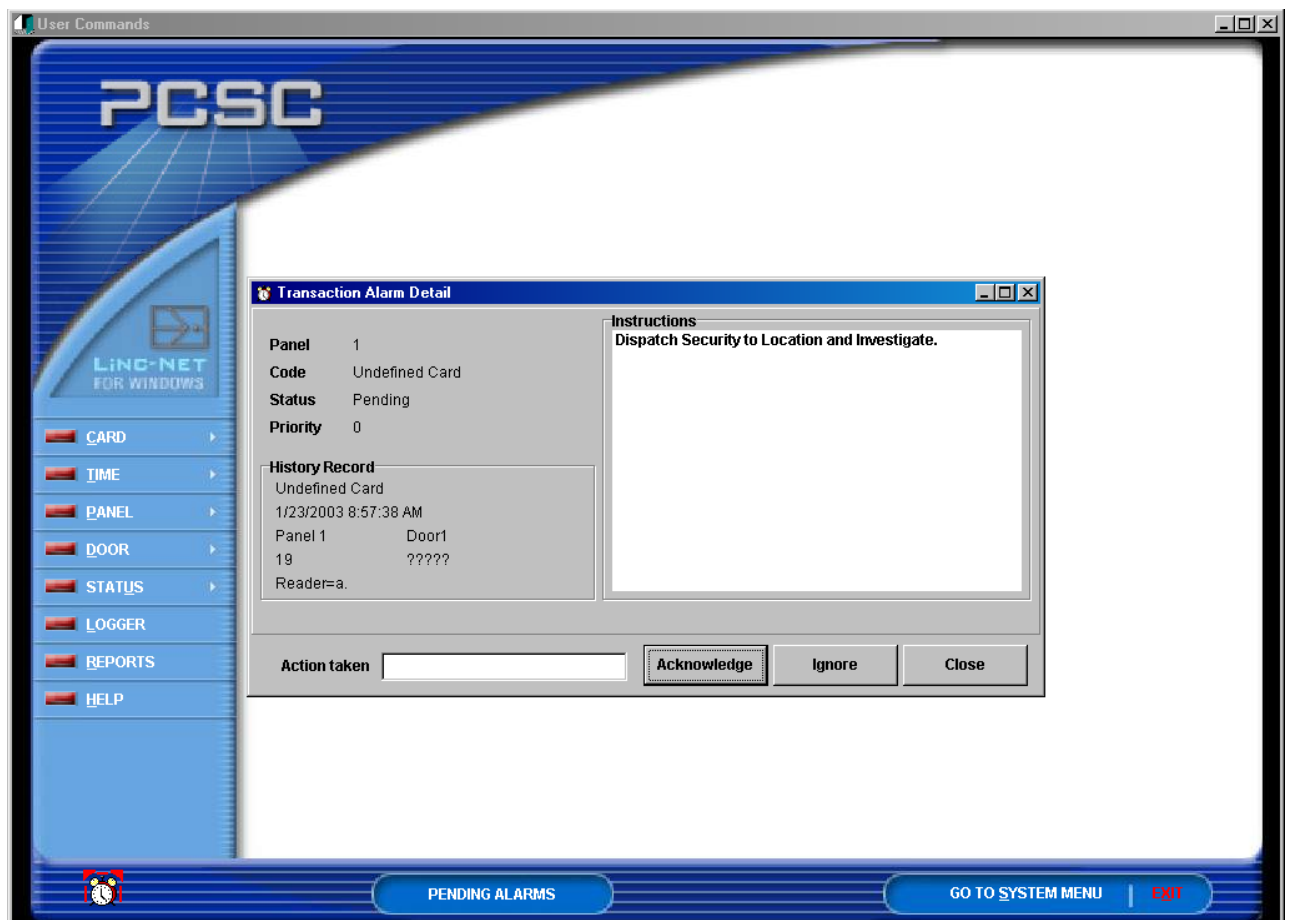 User Commands
PCSC
LiNC-NET
FOR WINDOWS
CARD
TIME
PANEL
DOOR
STATUS
LOGGER
REPORTS
HELP
Transaction Alarm Detail
Panel 1
Code Undefined Card
Status Pending
Priority 0
History Record
Undefined Card
1/23/2003 8:57:38 AM
Panel 1 Door1
19 ?????
Reader=a.
Instructions
Dispatch Security to Location and Investigate.
Action taken
Acknowledge Ignore Close
PENDING ALARMS
GO TO SYSTEM MENU | EXIT